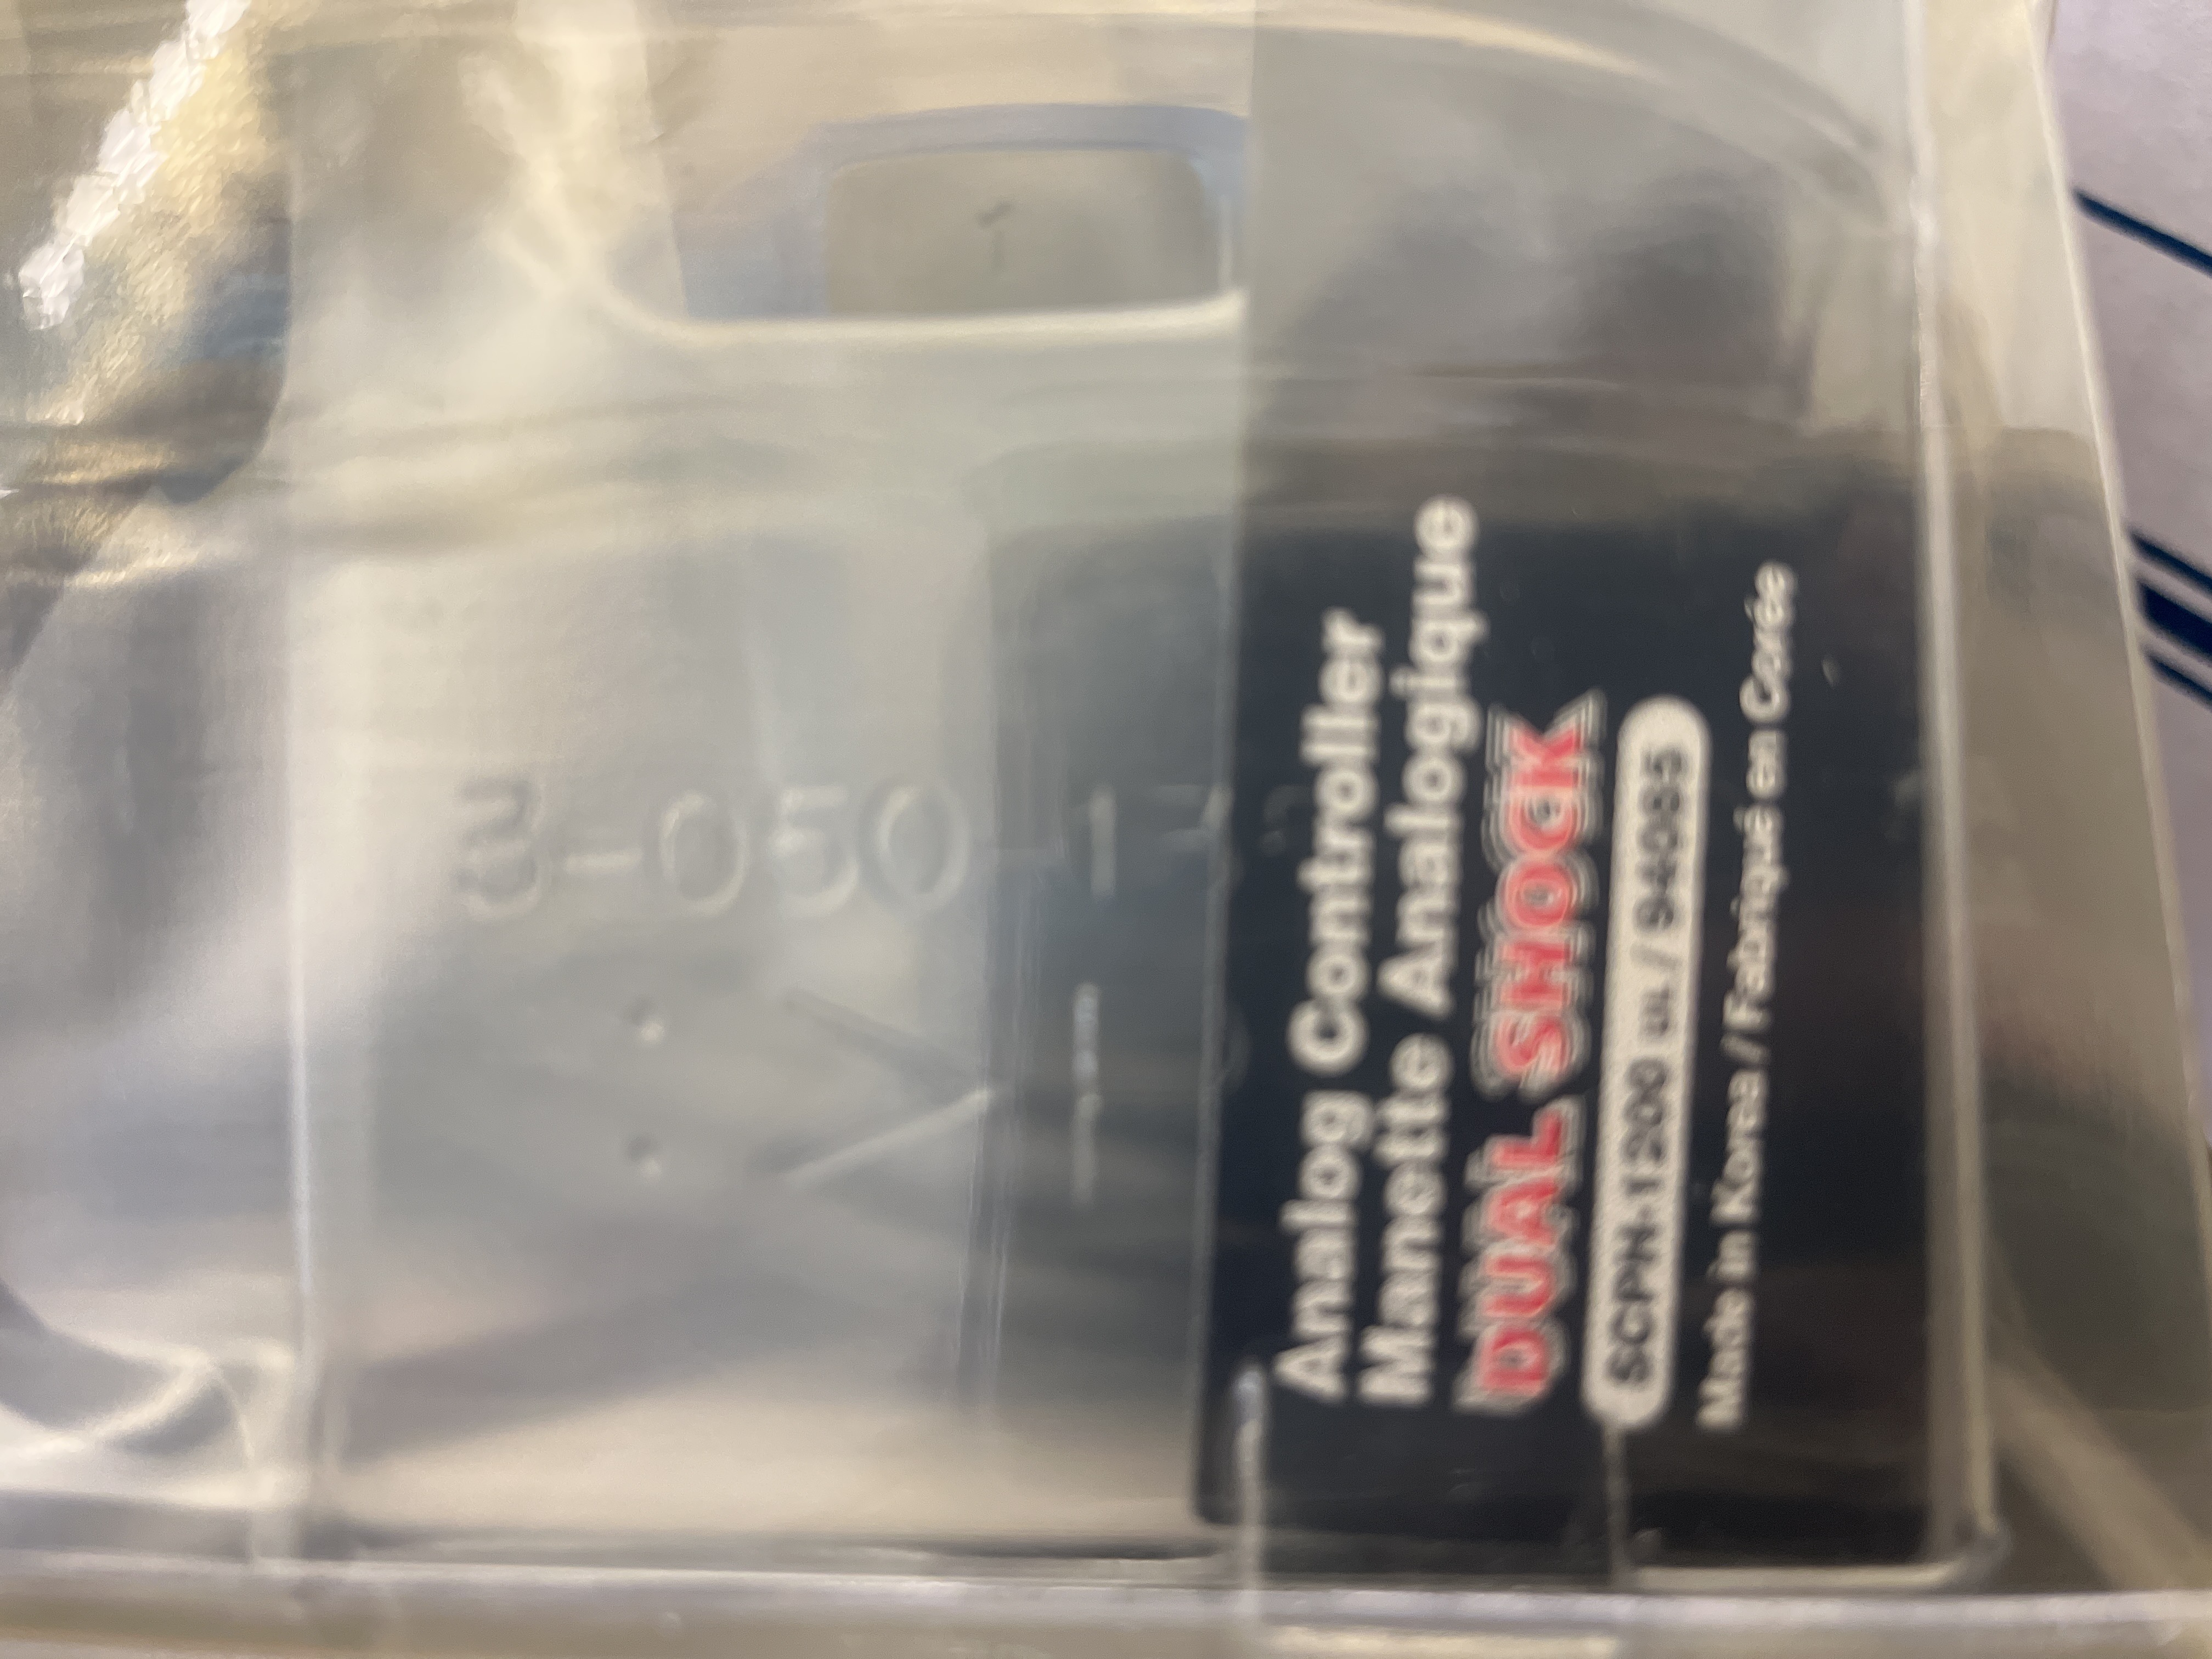 3-050-1
Analog Controller
Manette Analogique
DUAL SHOCK
SCPH-1200 UL / 94085
Made in Korea / Fabriqué en Corée